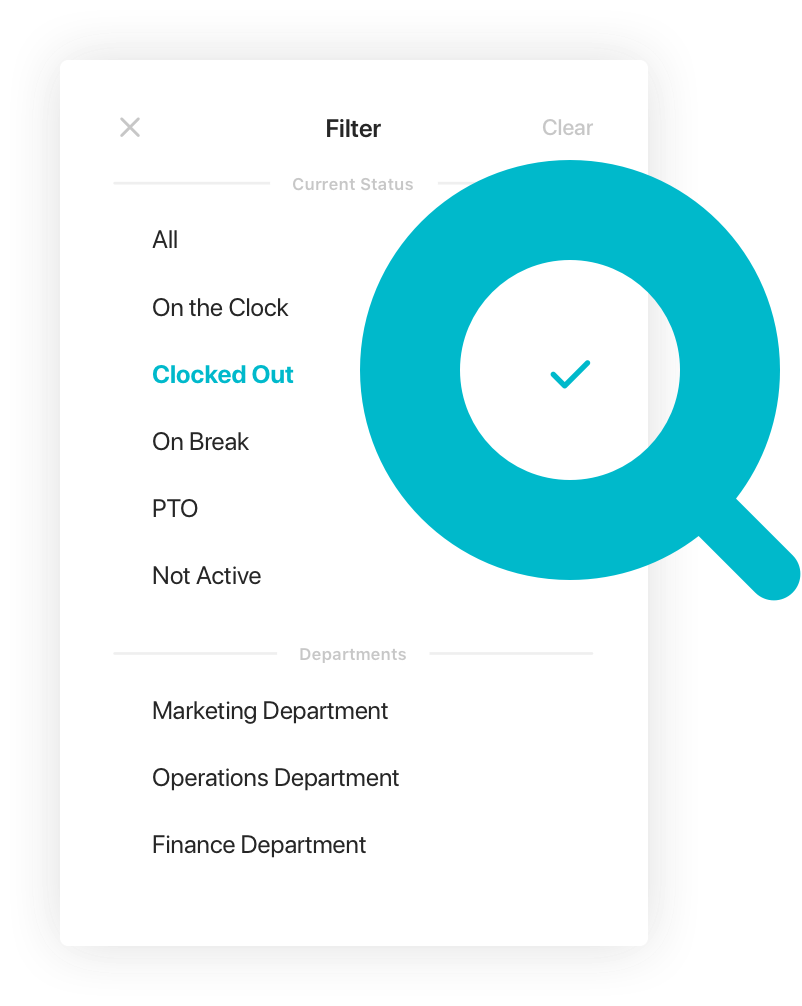 Filter
Clear
Current Status
All
On the Clock
Clocked Out
On Break
PTO
Not Active
Departments
Marketing Department
Operations Department
Finance Department